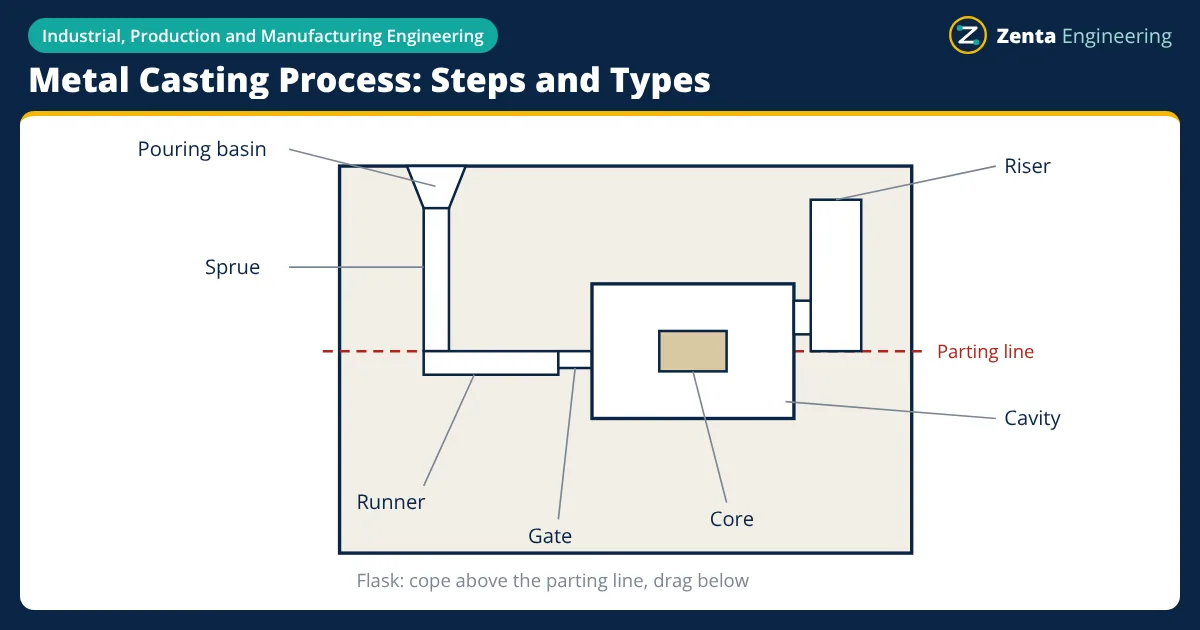 Industrial, Production and Manufacturing Engineering
Zenta Engineering
Metal Casting Process: Steps and Types
Pouring basin
Riser
Sprue
Parting line
Cavity
Runner
Core
Gate
Flask: cope above the parting line, drag below